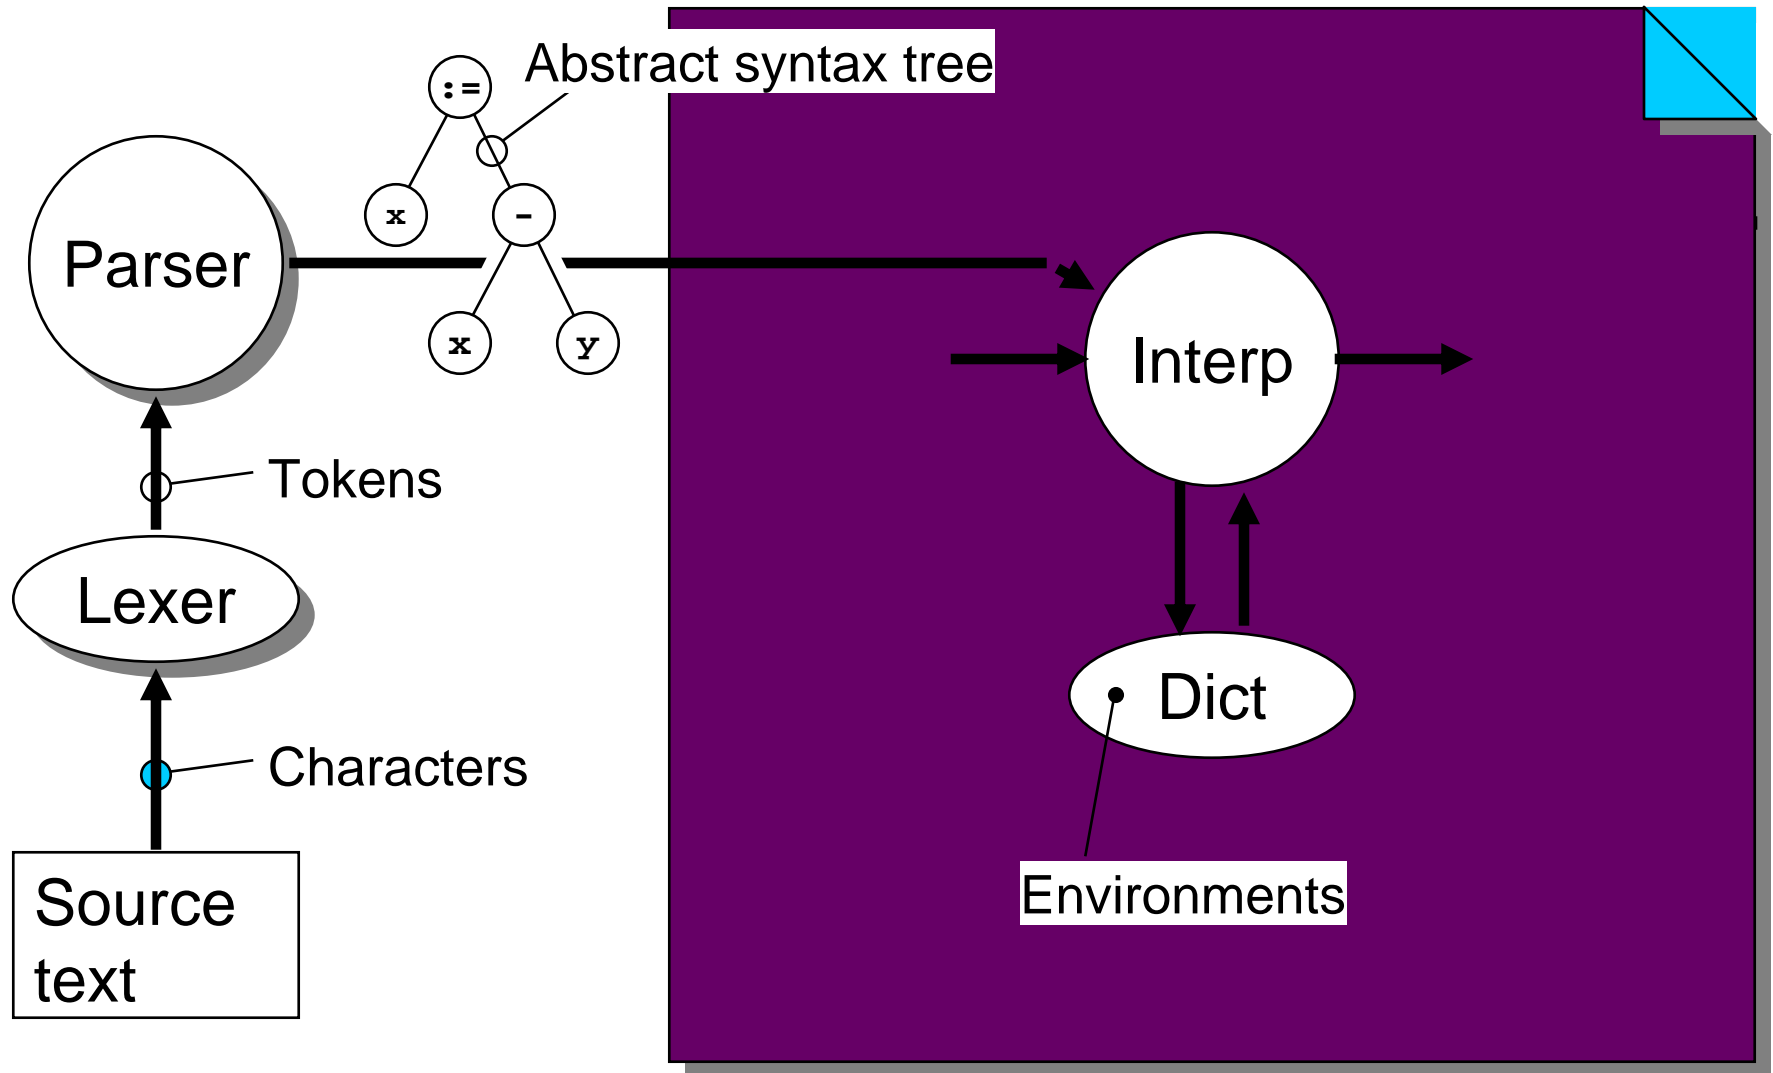 Abstract syntax tree
:=
x
-
Parser
x
y
Interp
Tokens
Lexer
Dict
Characters
Environments
Source
text